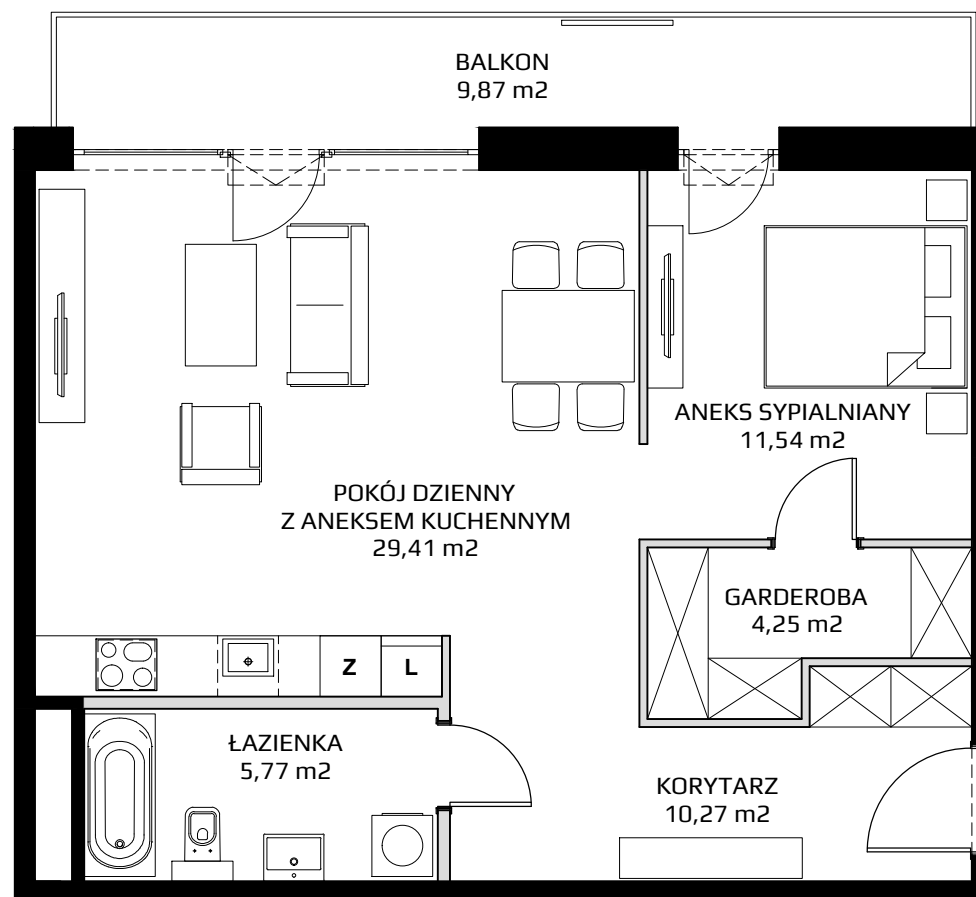 BALKON
9,87 m2
ANEKS SYPIALNIANY
11,54 m2
POKÓJ DZIENNY
Z ANEKSEM KUCHENNYM
29,41 m2
GARDEROBA
4,25 m2
Z
L
ŁAZIENKA
5,77 m2
KORYTARZ
10,27 m2